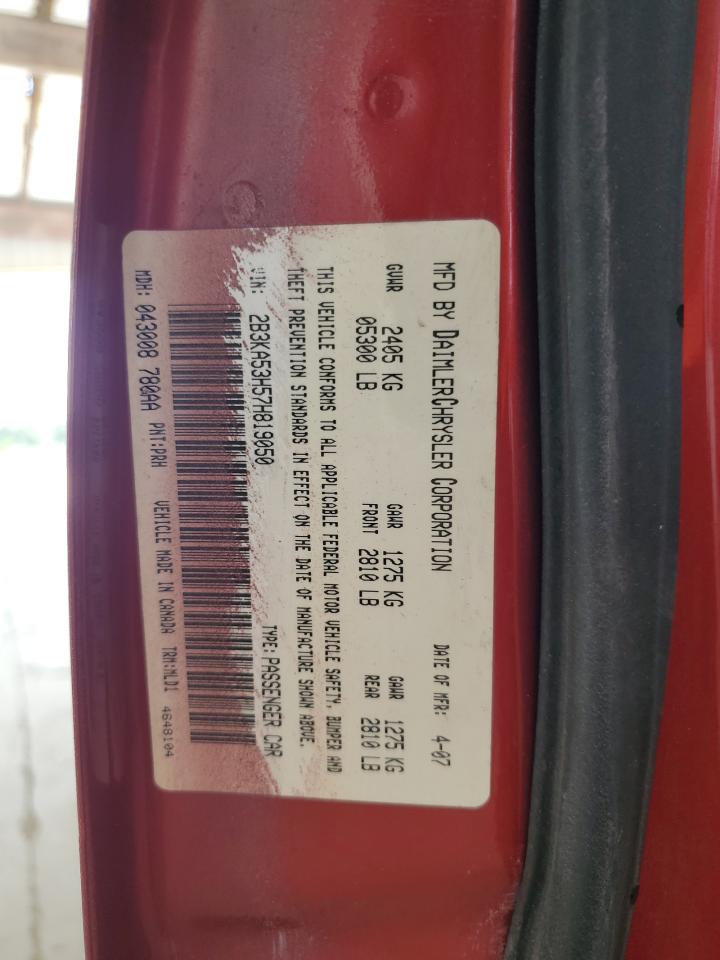 MFD BY DAIMLERCHRYSLER CORPORATION DATE OF MFR: 4-07
GVWR 2405 KG GAWR 1275 KG GAWR 1275 KG
05300 LB FRONT 2810 LB REAR 2810 LB
THIS VEHICLE CONFORMS TO ALL APPLICABLE FEDERAL MOTOR VEHICLE SAFETY, BUMPER AND
THEFT PREVENTION STANDARDS IN EFFECT ON THE DATE OF MANUFACTURE SHOWN ABOVE.
VIN: 2B3KA53H57H819050 TYPE: PASSENGER CAR
MDH: 043008 780AA PNT:PRH VEHICLE MADE IN CANADA TRM:MLD1 4648104